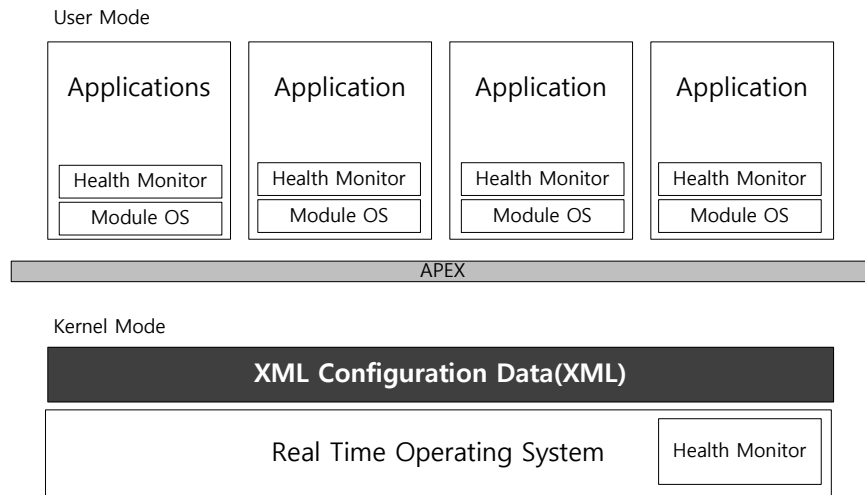 User Mode
Applications
Health Monitor
Module OS
Application
Health Monitor
Module OS
Application
Health Monitor
Module OS
Application
Health Monitor
Module OS
APEX
Kernel Mode
XML Configuration Data(XML)
Real Time Operating System
Health Monitor